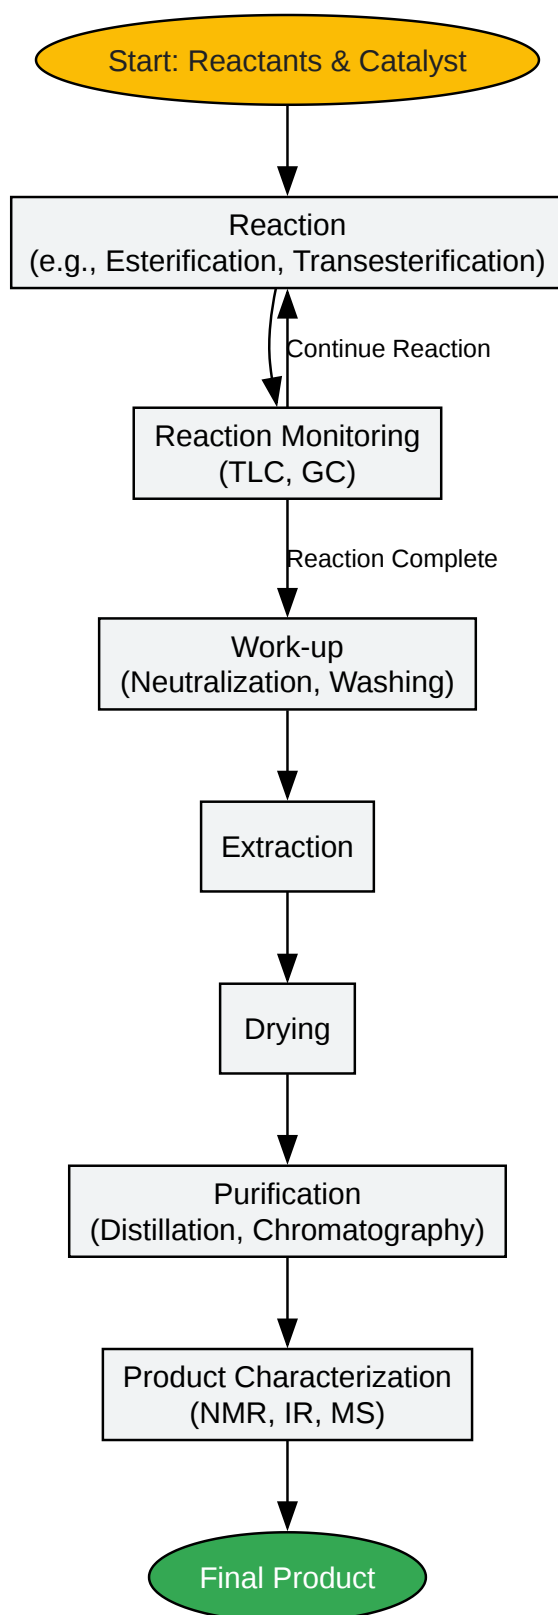 Start: Reactants & Catalyst
Reaction
(e.g., Esterification, Transesterification)
Continue Reaction
Reaction Monitoring
(TLC, GC)
Reaction Complete
Work-up
(Neutralization, Washing)
Extraction
Drying
Purification
(Distillation, Chromatography)
Product Characterization
(NMR, IR, MS)
Final Product